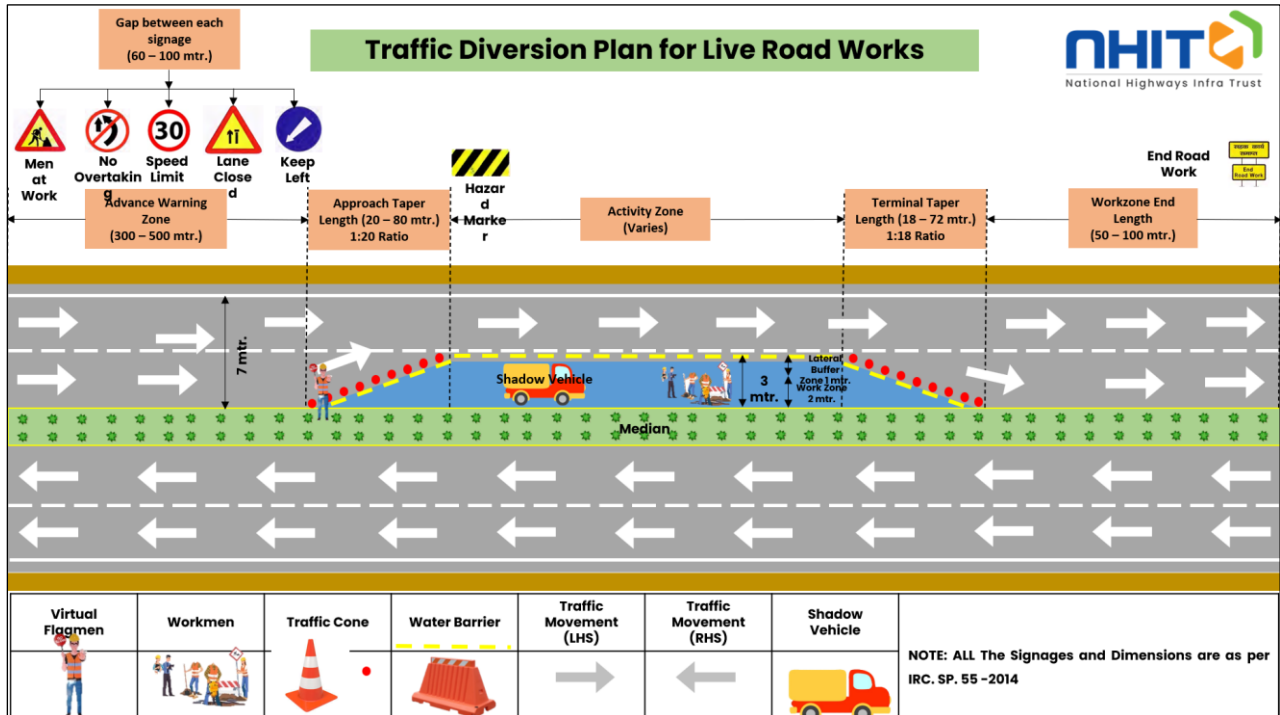 Gap between each
signage
(60 – 100 mtr.)
Traffic Diversion Plan for Live Road Works
NHIT
National Highways Infra Trust
30
Men
at
Work
No
Overtakin
g
Speed
Limit
Lane
Close
d
Keep
Left
Hazar
d
Marke
r
End Road
Work
सड़क कार्य
समाप्त
End
Road Work
Advance Warning
Zone
(300 – 500 mtr.)
Approach Taper
Length (20 – 80 mtr.)
1:20 Ratio
Activity Zone
(Varies)
Terminal Taper
Length (18 – 72 mtr.)
1:18 Ratio
Workzone End
Length
(50 – 100 mtr.)
7 mtr.
Shadow Vehicle
3
mtr.
Lateral
Buffer
Zone 1 mtr.
Work Zone
2 mtr.
Median
Virtual
Flagmen
Workmen
Traffic Cone
Water Barrier
Traffic
Movement
(LHS)
Traffic
Movement
(RHS)
Shadow
Vehicle
NOTE: ALL The Signages and Dimensions are as per
IRC. SP. 55 -2014